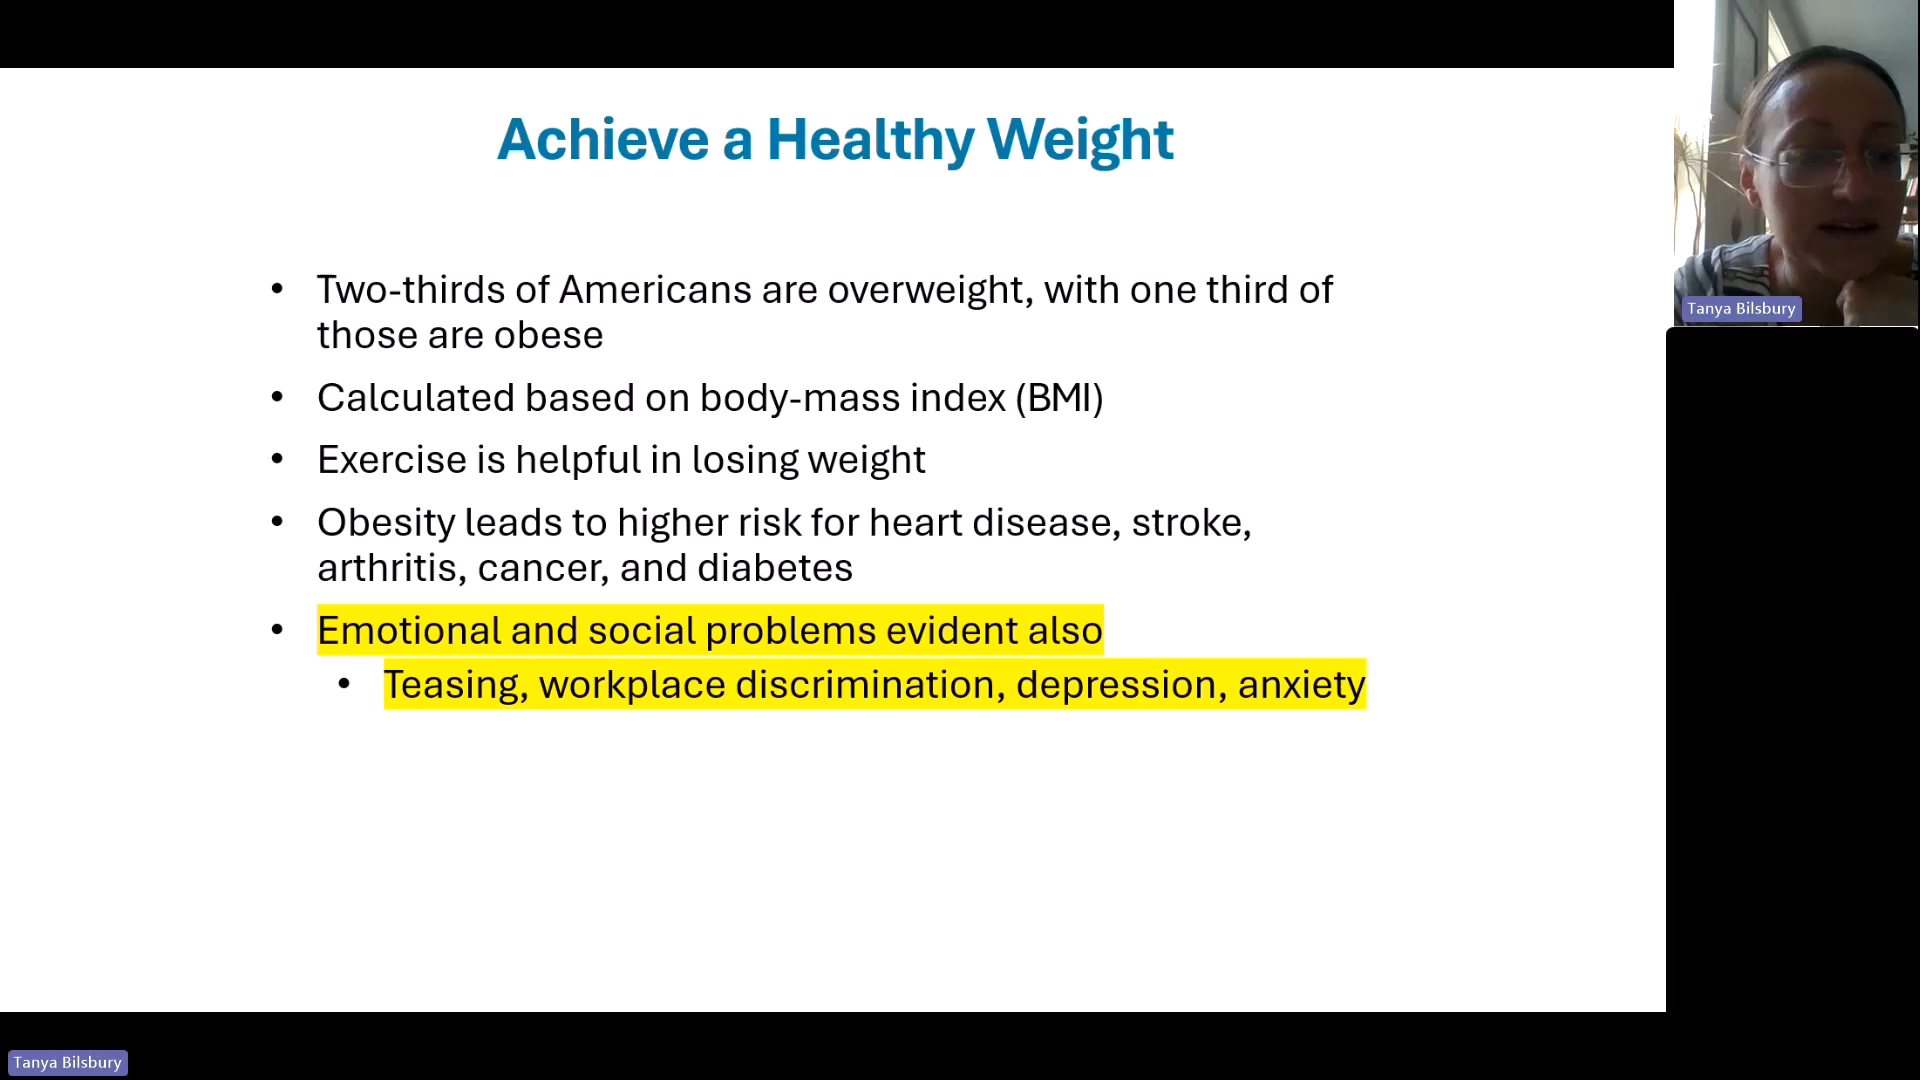 Achieve a Healthy Weight
• Two-thirds of Americans are overweight, with one third of
those are obese
• Calculated based on body-mass index (BMI)
• Exercise is helpful in losing weight
• Obesity leads to higher risk for heart disease, stroke,
arthritis, cancer, and diabetes
• Emotional and social problems evident also
• Teasing, workplace discrimination, depression, anxiety
Tanya Bilsbury
Tanya Bilsbury